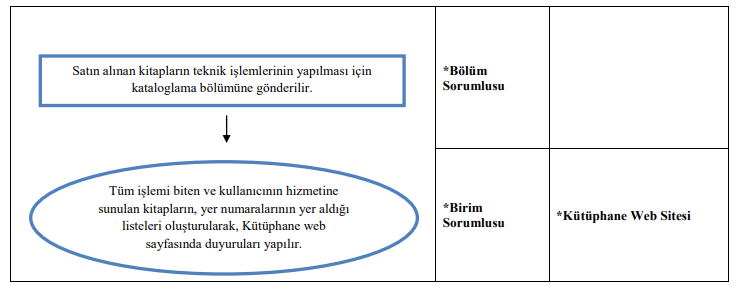 Satın alınan kitapların teknik işlemlerinin yapılması için
kataloglama bölümüne gönderilir.
*Bölüm
Sorumlusu
Tüm işlemi biten ve kullanıcının hizmetine
sunulan kitapların, yer numaralarının yer aldığı
listeleri oluşturularak, Kütüphane web
sayfasında duyuruları yapılır.
*Birim
Sorumlusu
*Kütüphane Web Sitesi